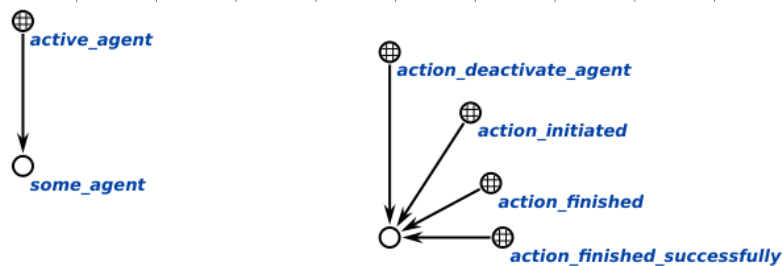 active_agent
action_deactivate_agent
action_initiated
some_agent
action_finished
action_finished_successfully